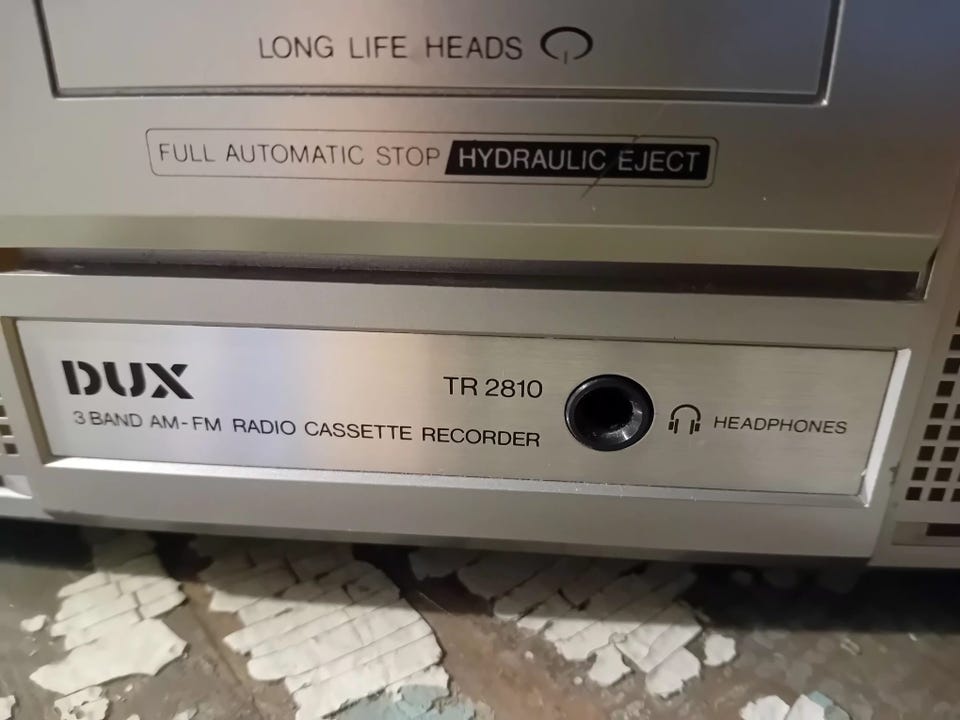 LONG LIFE HEADS
FULL AUTOMATIC STOP HYDRAULIC EJECT
DUX
TR 2810
3 BAND AM-FM RADIO CASSETTE RECORDER
HEADPHONES